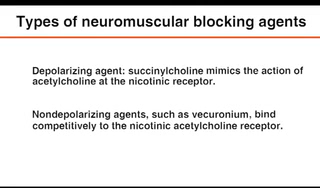 Types of neuromuscular blocking agents
Depolarizing agent: succinylcholine mimics the action of
acetylcholine at the nicotinic receptor.
Nondepolarizing agents, such as vecuronium, bind
competitively to the nicotinic acetylcholine receptor.